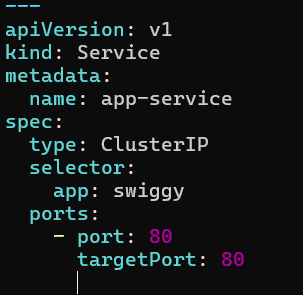 ---
apiVersion: v1
kind: Service
metadata:
  name: app-service
spec:
  type: ClusterIP
  selector:
    app: swiggy
  ports:
    - port: 80
      targetPort: 80